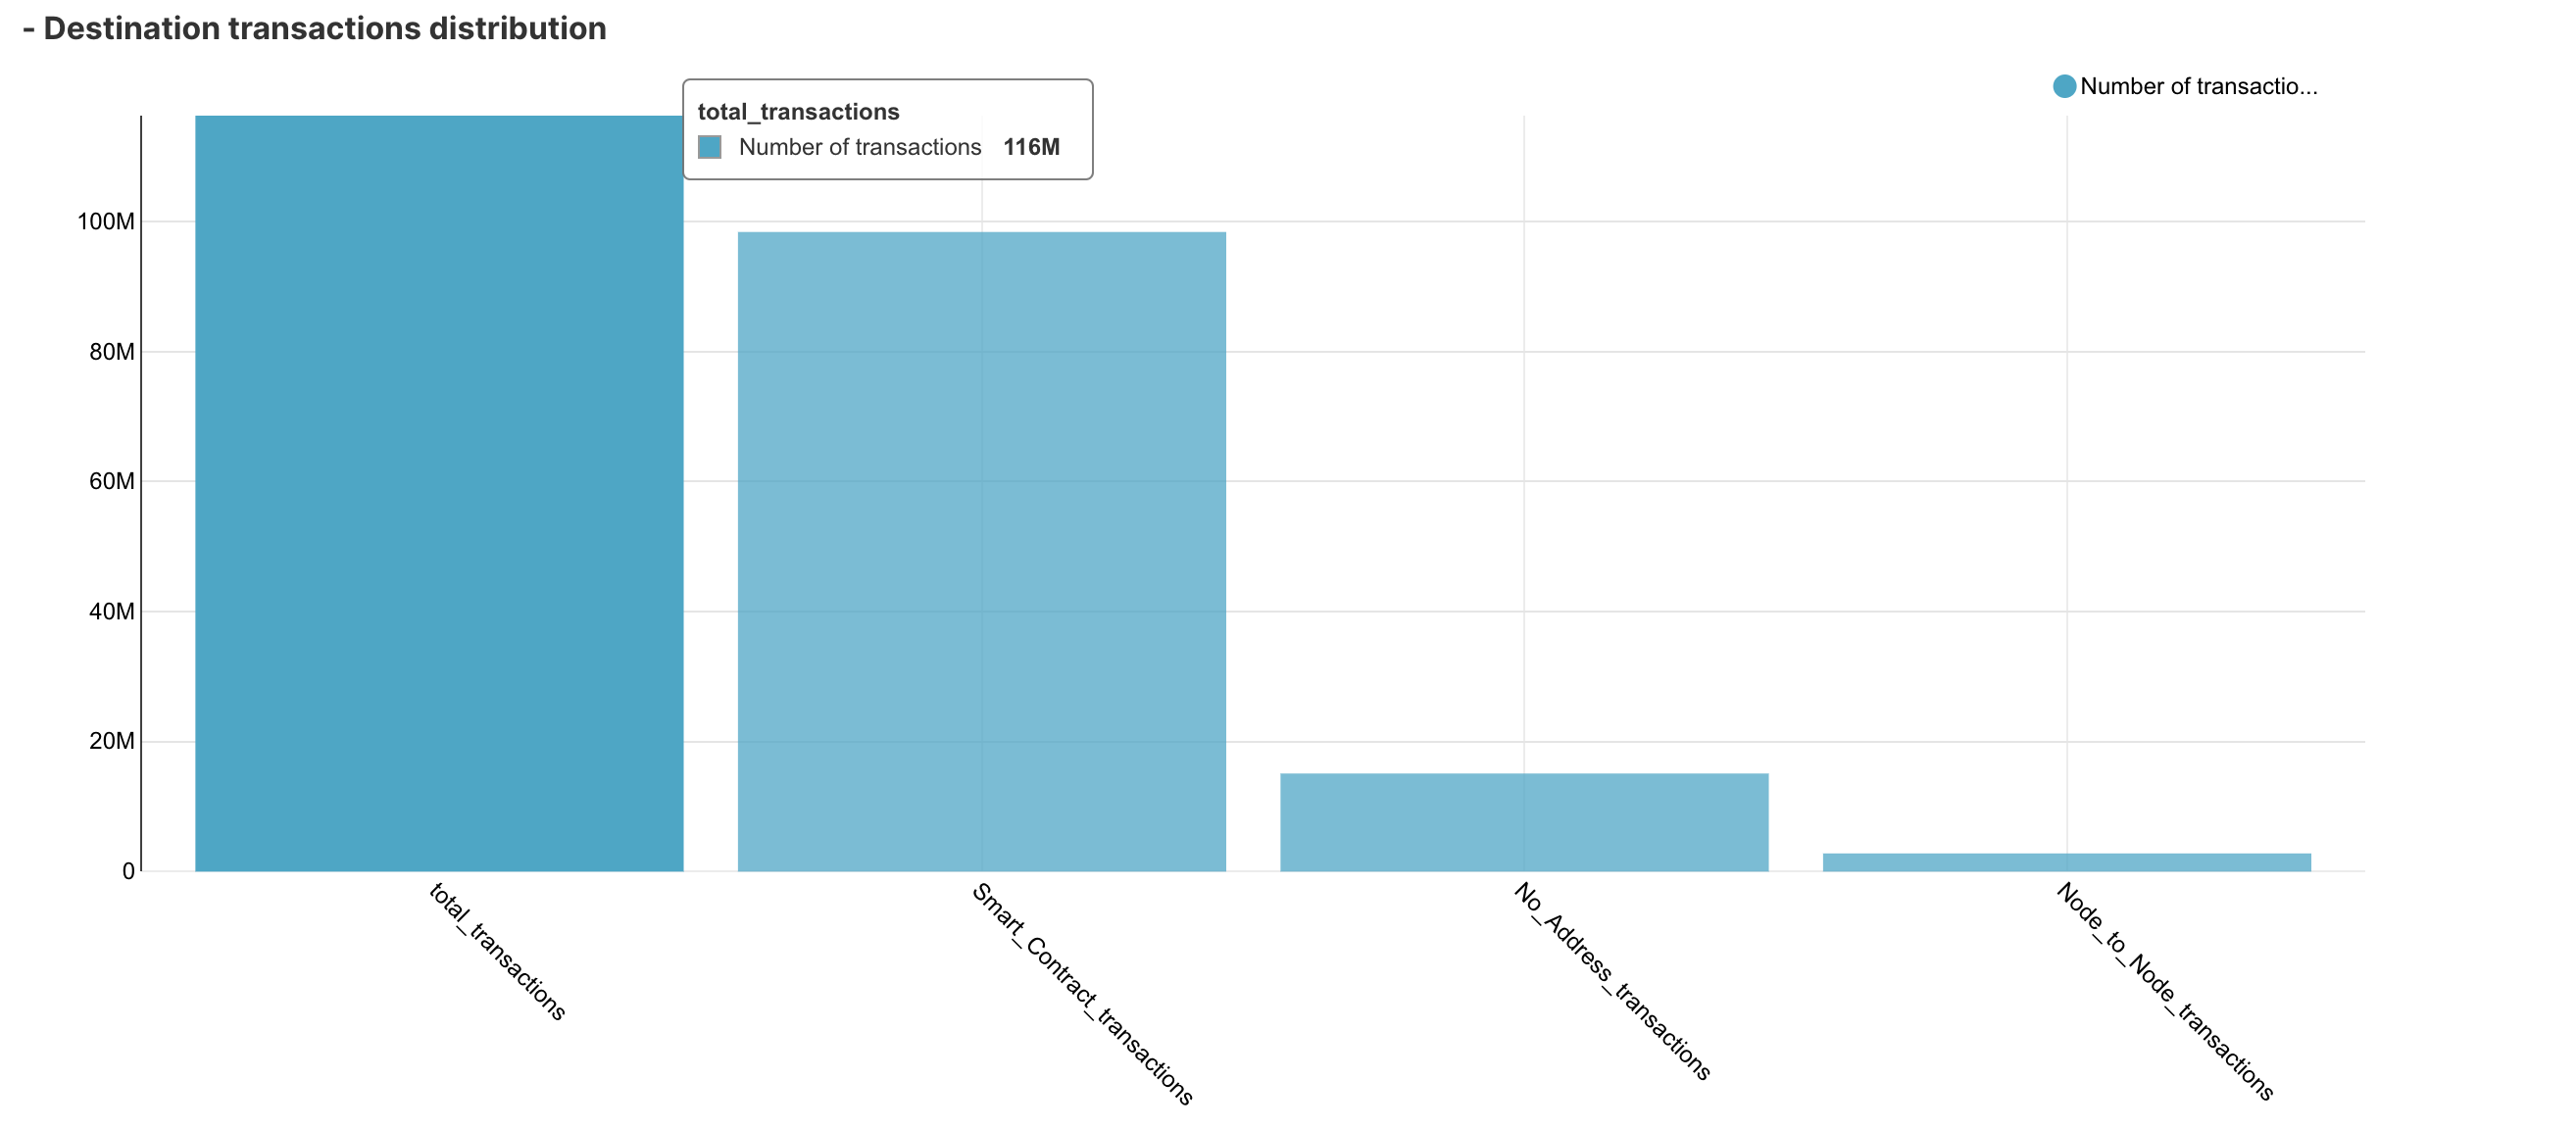 - Destination transactions distribution
Number of transactio...
total_transactions
Number of transactions 116M
100M
80M
60M
40M
20M
0
total_transactions
Smart_Contract_transactions
No_Address_transactions
Node_to_Node_transactions